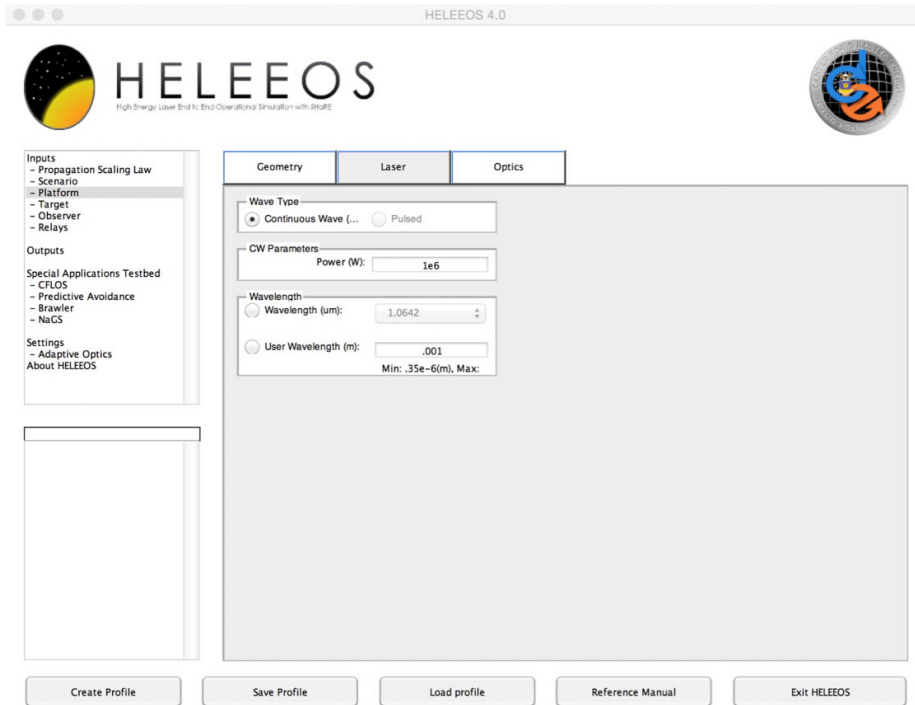 HELEEOS 4.0
HELEEOS
High Energy Laser End to End Operational Simulation with SHaRE
Inputs
– Propagation Scaling Law
– Scenario
– Platform
– Target
– Observer
– Relays
Outputs
Special Applications Testbed
– CFLOS
– Predictive Avoidance
– Brawler
– NaGS
Settings
– Adaptive Optics
About HELEEOS
Geometry Laser Optics
Wave Type
Continuous Wave (... Pulsed
CW Parameters
Power (W): 1e6
Wavelength
Wavelength (um): 1.0642
User Wavelength (m): .001
Min: .35e-6(m), Max:
Create Profile Save Profile Load profile Reference Manual Exit HELEEOS